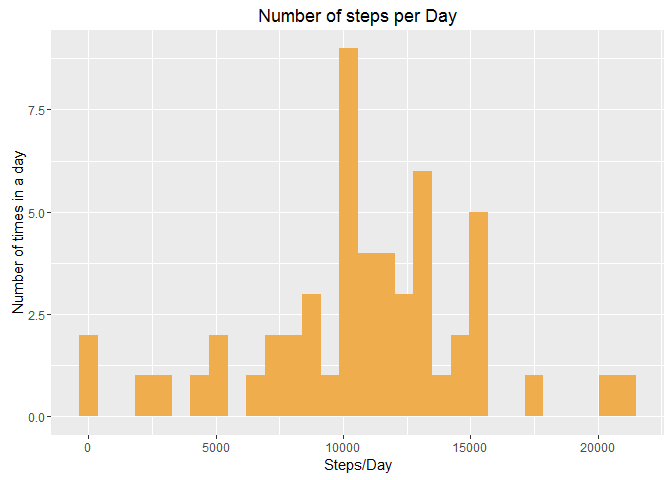 Number of steps per Day
Number of times in a day
7.5
5.0
2.5
0.0
0 5000 10000 15000 20000
Steps/Day